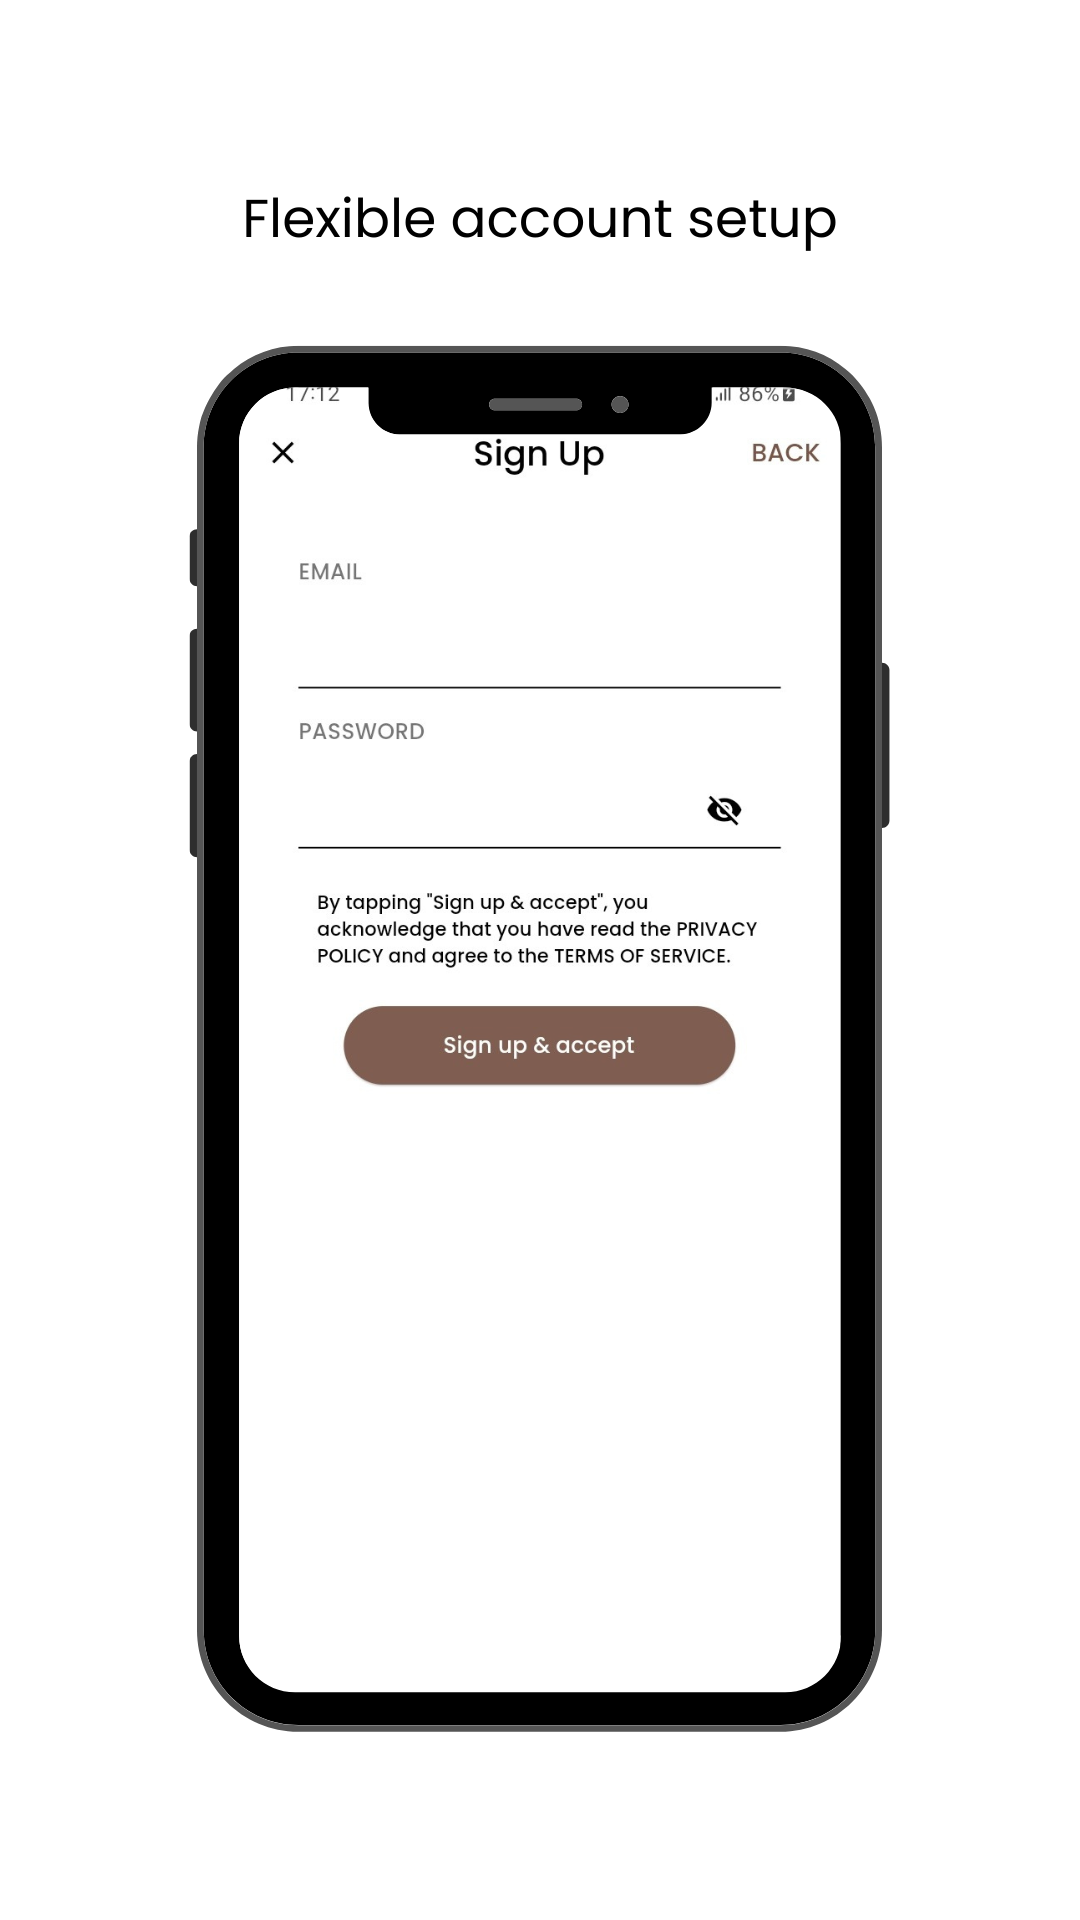 Flexible account setup
17:12
86%
Sign Up
BACK
EMAIL
PASSWORD
By tapping "Sign up & accept", you
acknowledge that you have read the PRIVACY
POLICY and agree to the TERMS OF SERVICE.
Sign up & accept